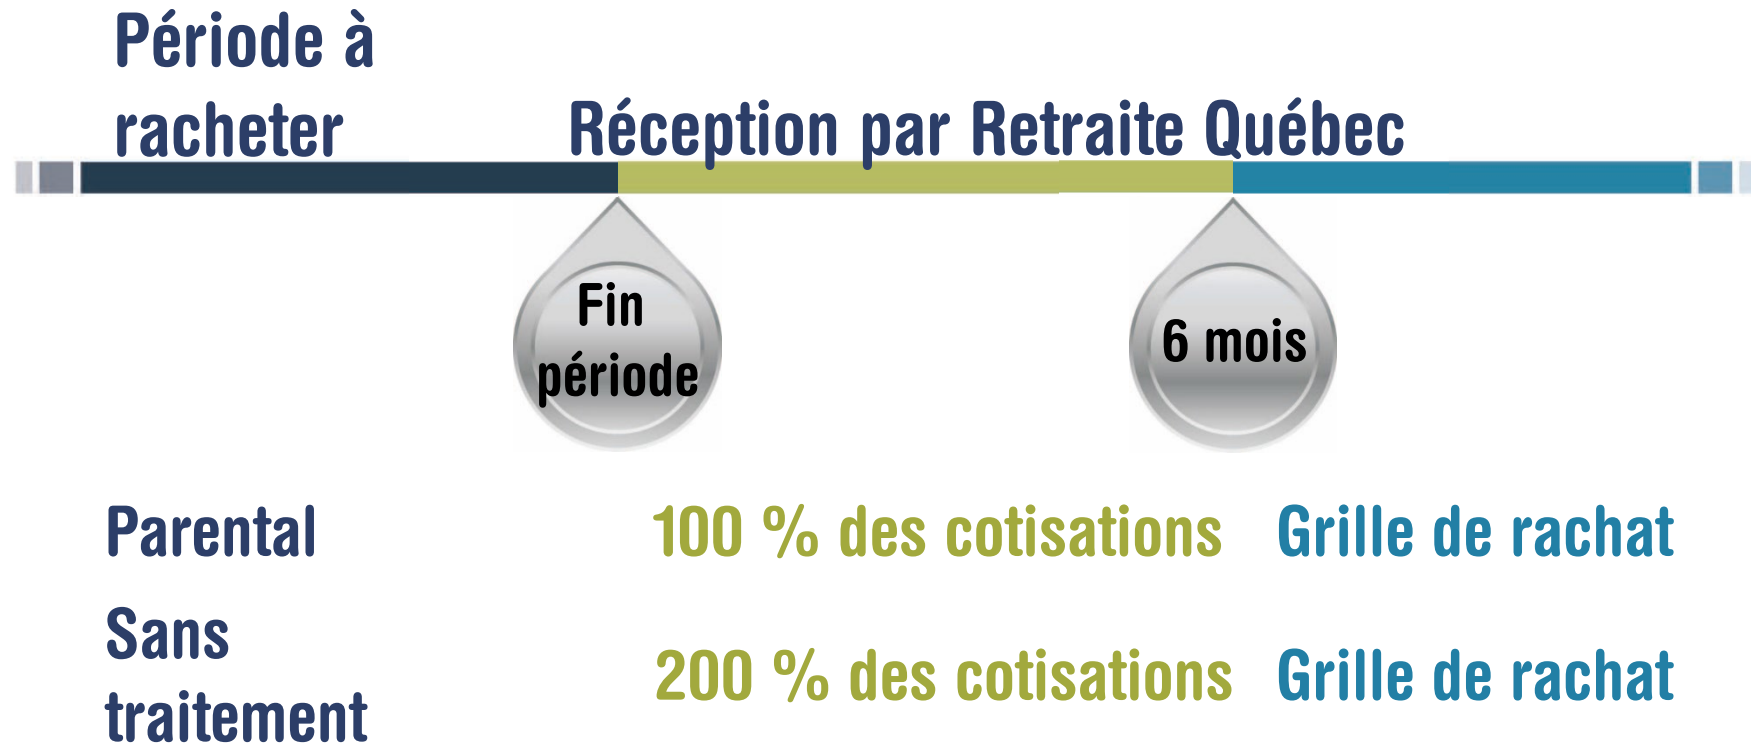 Période à
racheter
Réception par Retraite Québec
Fin
période
6 mois
Parental
100 % des cotisations
Grille de rachat
Sans
traitement
200 % des cotisations
Grille de rachat